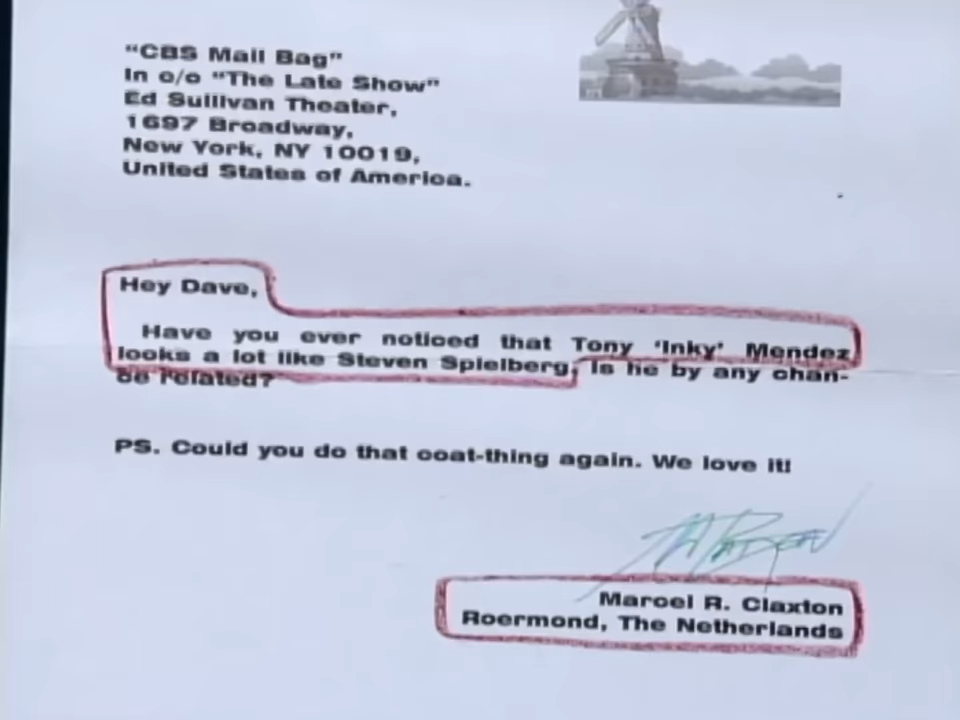 "CBS Mail Bag"
In c/o "The Late Show"
Ed Sullivan Theater,
1697 Broadway,
New York, NY 10019,
United States of America.
Hey Dave,
Have you ever noticed that Tony 'Inky' Mendez
looks a lot like Steven Spielberg, is he by any chan-
be related?
PS. Could you do that coat-thing again. We love it!
Marcel R. Claxton
Roermond, The Netherlands